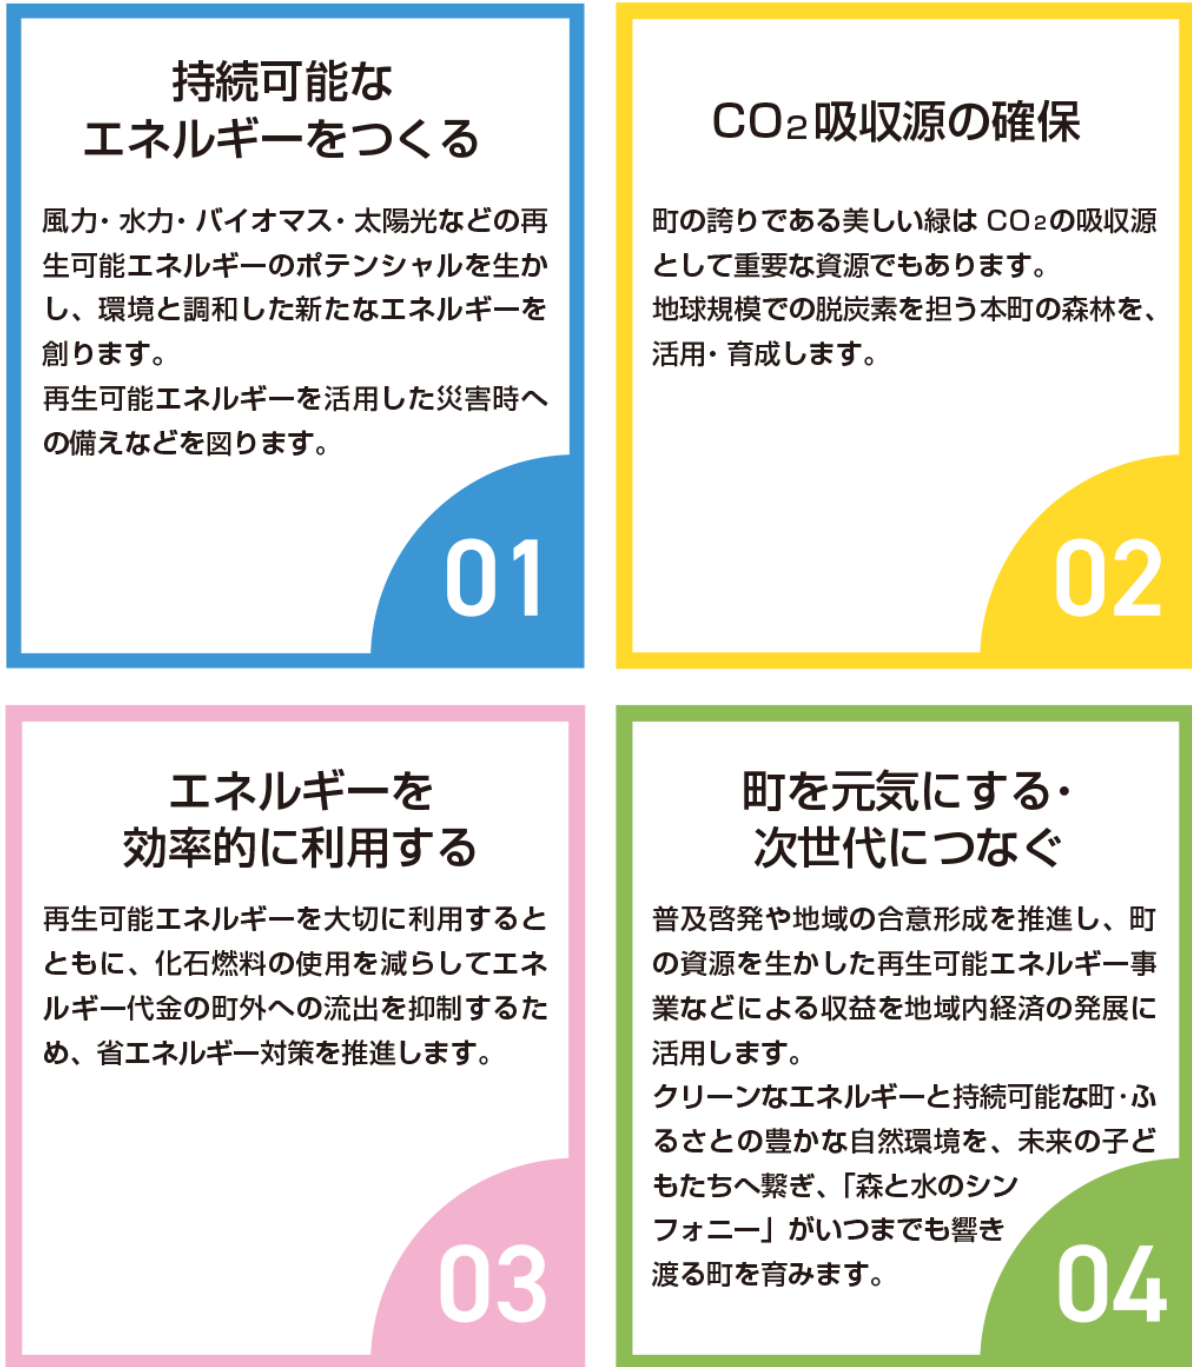 持続可能な
エネルギーをつくる
風力・水力・バイオマス・太陽光などの再
生可能エネルギーのポテンシャルを生か
し、環境と調和した新たなエネルギーを
創ります。
再生可能エネルギーを活用した災害時へ
の備えなどを図ります。
01
CO₂吸収源の確保
町の誇りである美しい緑は CO₂の吸収源
として重要な資源でもあります。
地球規模での脱炭素を担う本町の森林を、
活用・育成します。
02
エネルギーを
効率的に利用する
再生可能エネルギーを大切に利用すると
ともに、化石燃料の使用を減らしてエネ
ルギー代金の町外への流出を抑制するた
め、省エネルギー対策を推進します。
03
町を元気にする・
次世代につなぐ
普及啓発や地域の合意形成を推進し、町
の資源を生かした再生可能エネルギー事
業などによる収益を地域内経済の発展に
活用します。
クリーンなエネルギーと持続可能な町・ふ
るさとの豊かな自然環境を、未来の子ど
もたちへ繋ぎ、「森と水のシン
フォニー」がいつまでも響き
渡る町を育みます。
04